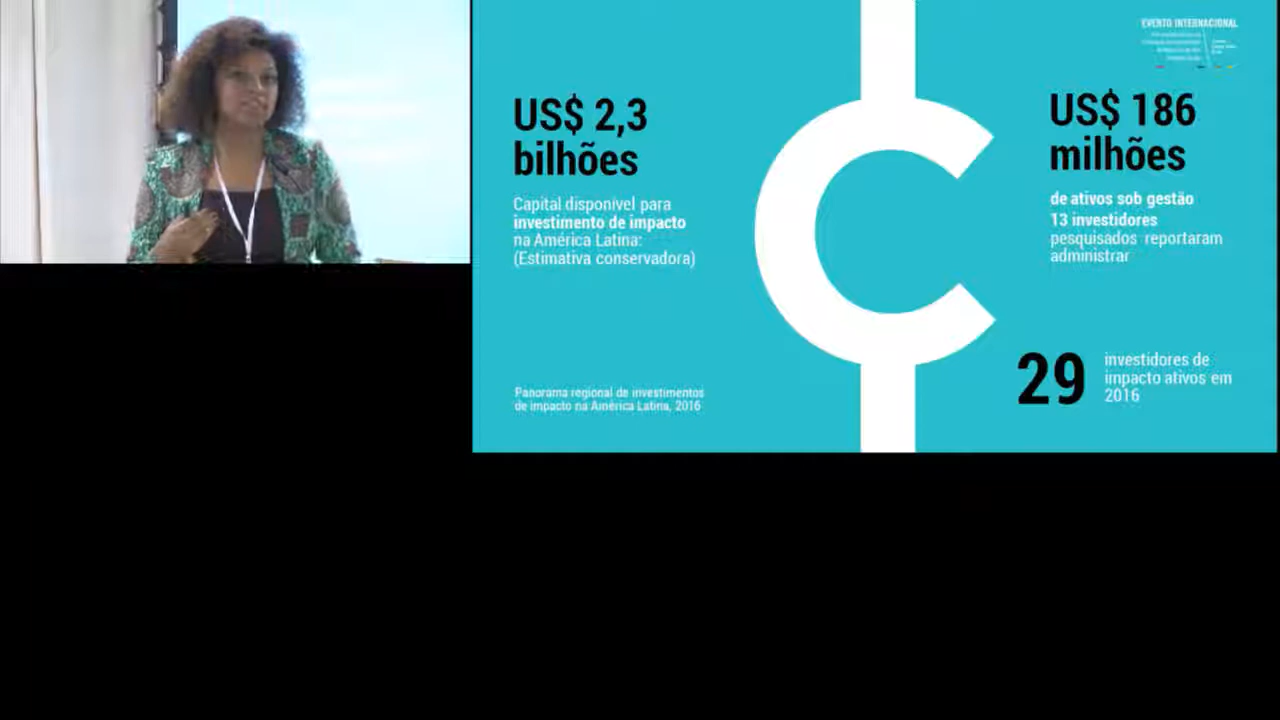 US$ 2,3
bilhões
Capital disponível para
investimento de impacto
na América Latina:
(Estimativa conservadora)
Panorama regional de investimentos
de impacto na América Latina, 2016
EVENTO INTERNACIONAL
US$ 186
milhões
de ativos sob gestão
13 investidores
pesquisados reportaram
administrar
29
investidores de
impacto ativos em
2016